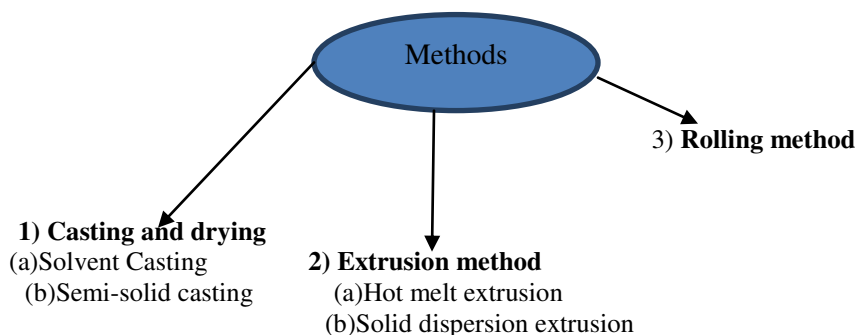 Methods
3) Rolling method
1) Casting and drying
(a)Solvent Casting
(b)Semi-solid casting
2) Extrusion method
(a)Hot melt extrusion
(b)Solid dispersion extrusion